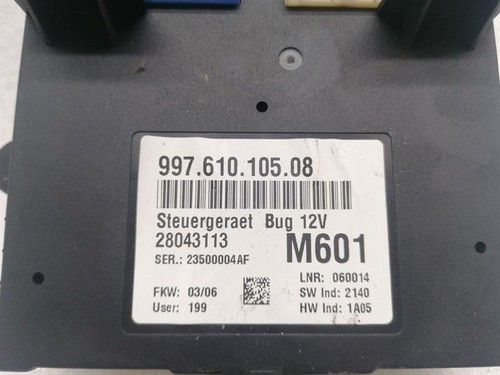 997.610.105.08
Steuergeraet Bug 12V
28043113 M601
SER.: 23500004AF
LNR: 060014
FKW: 03/06 SW Ind: 2140
User: 199 HW Ind: 1A05